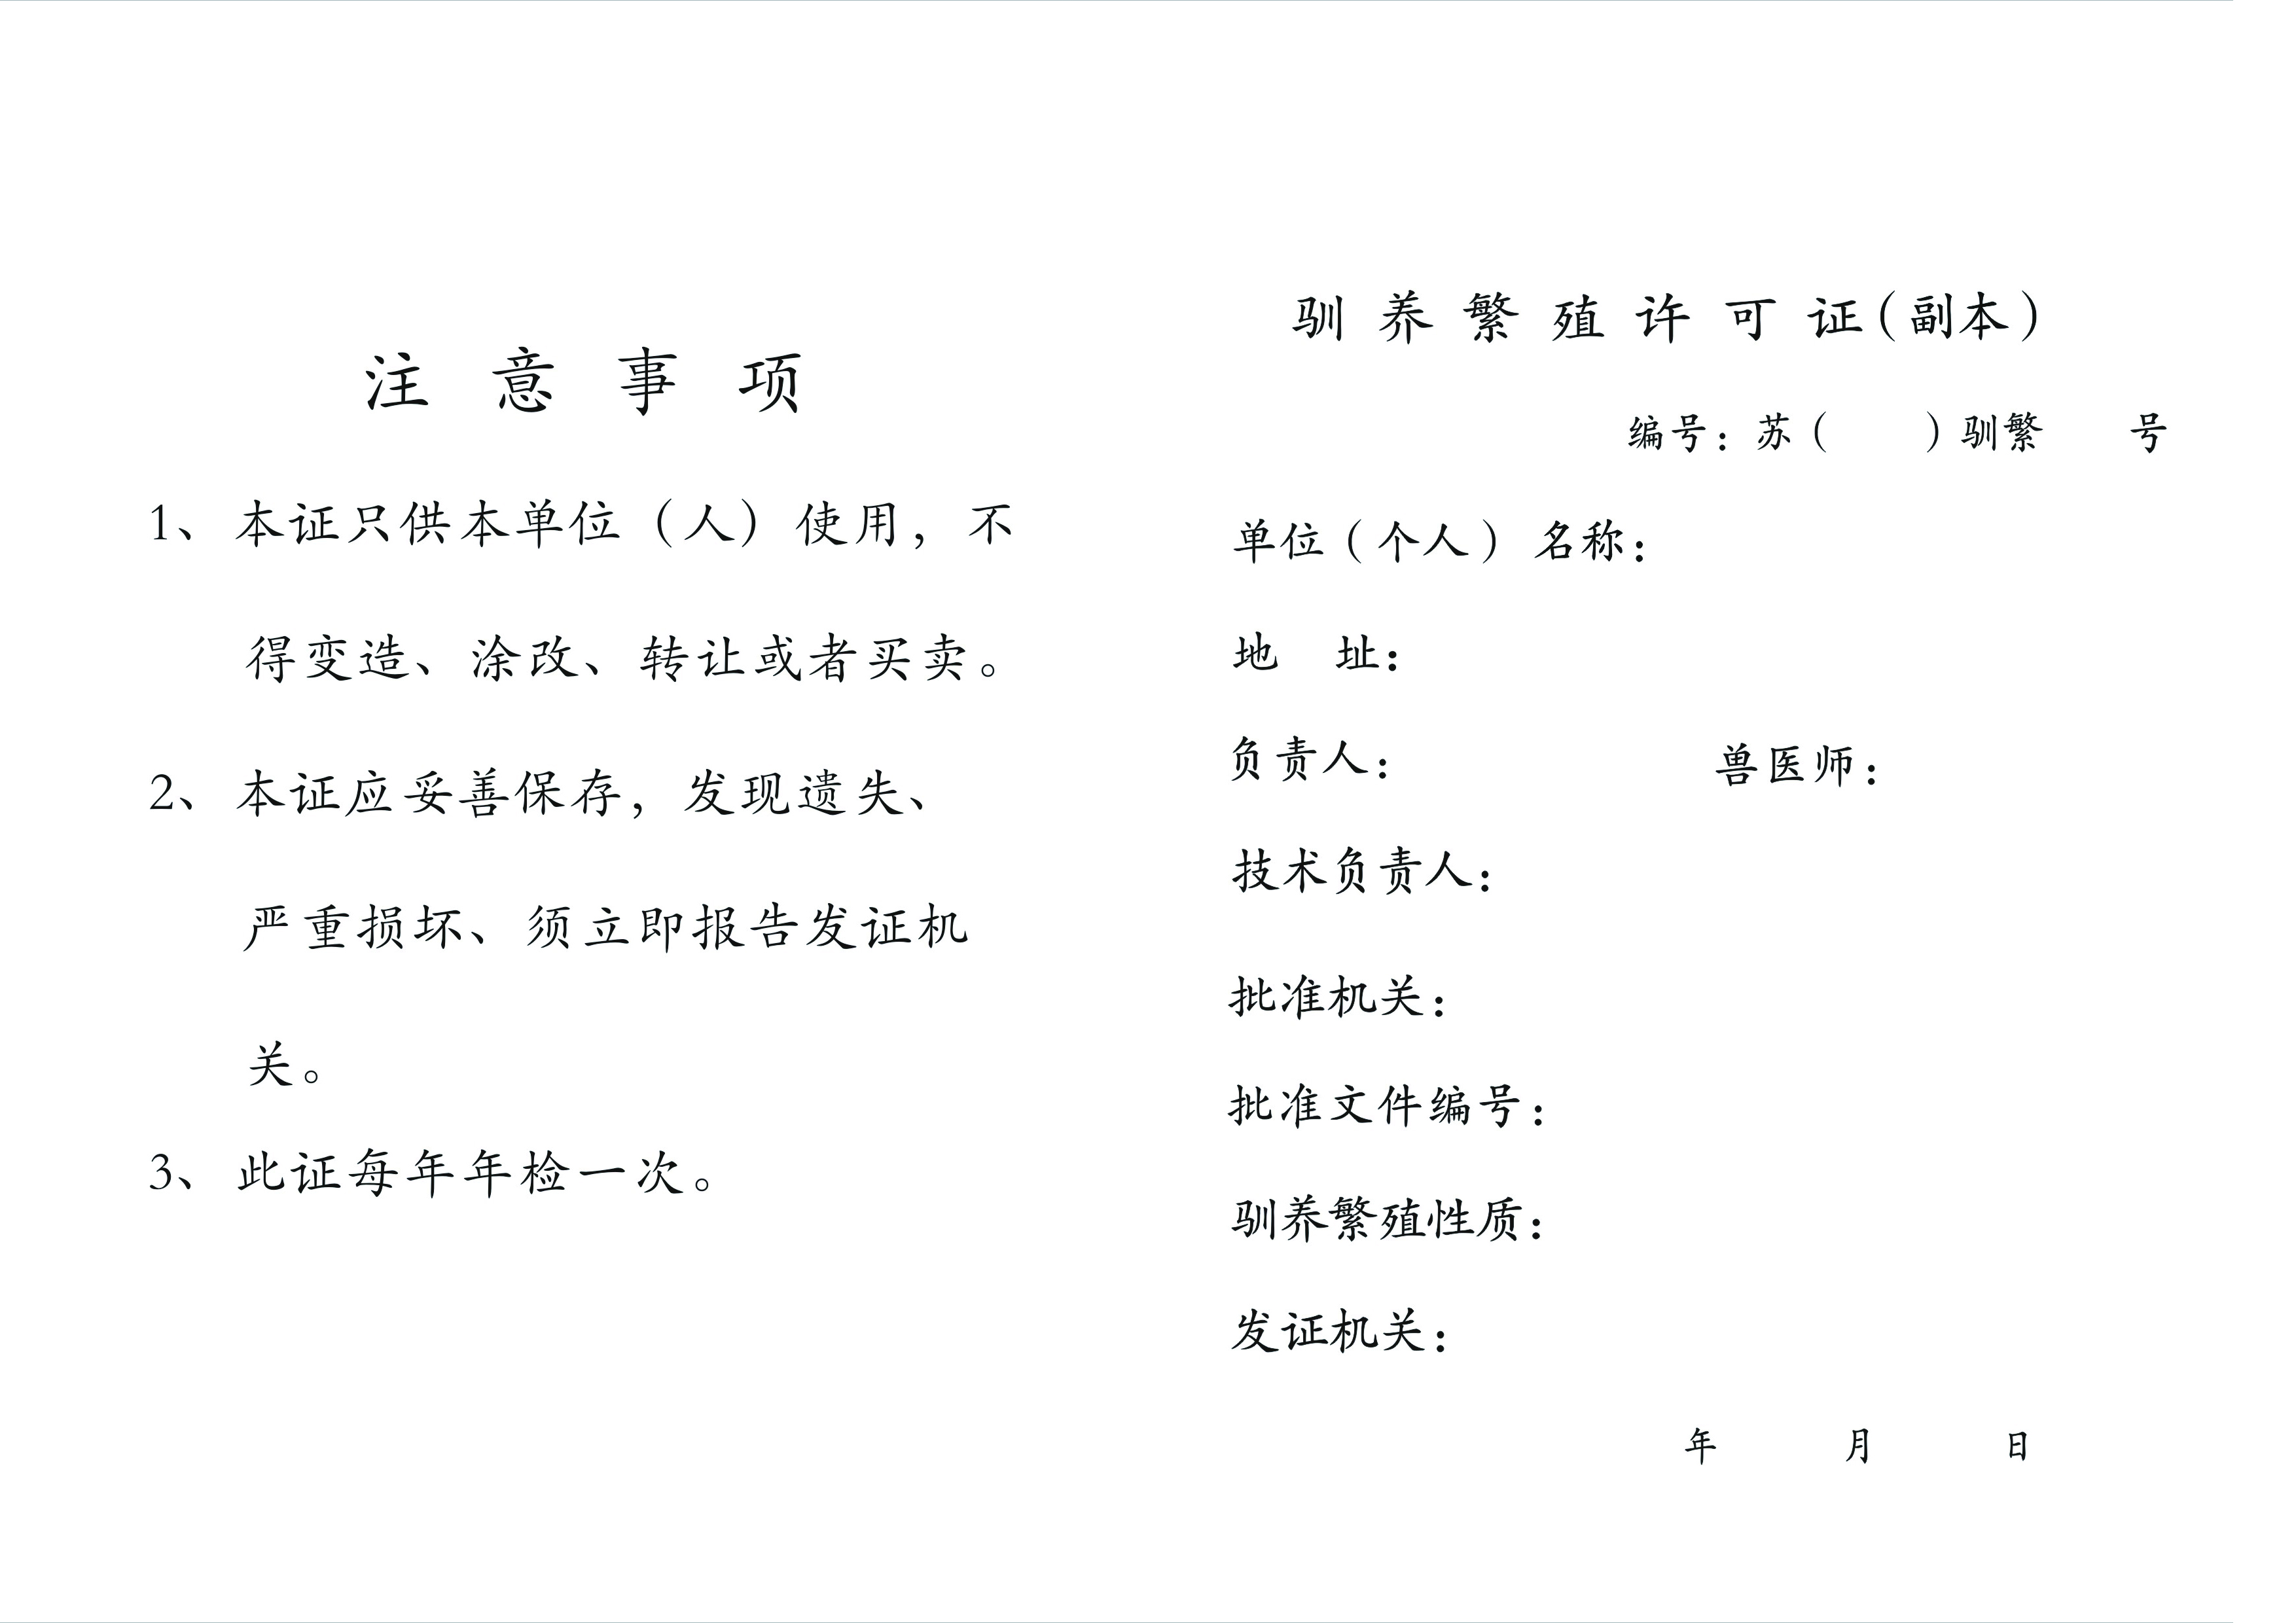 注意事项
1、本证只供本单位（人）使用，不
得变造、涂改、转让或者买卖。
2、本证应妥善保存，发现遗失、
严重损坏、须立即报告发证机
关。
3、此证每年年检一次。
驯养繁殖许可证（副本）
编号：苏（　　）驯繁　　号
单位（个人）名称：
地　址：
负责人：　　　　　　兽医师：
技术负责人：
批准机关：
批准文件编号：
驯养繁殖性质：
发证机关：
年　　月　　日